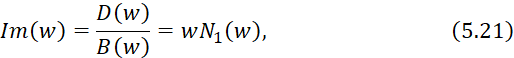 Im(w) = D(w)/B(w) = wN₁(w), (5.21)